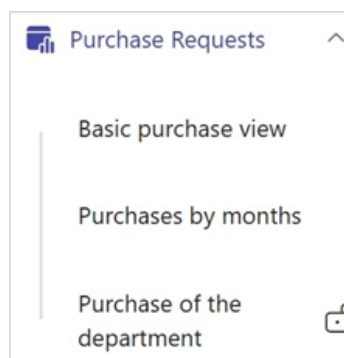 Purchase Requests
Basic purchase view
Purchases by months
Purchase of the
department